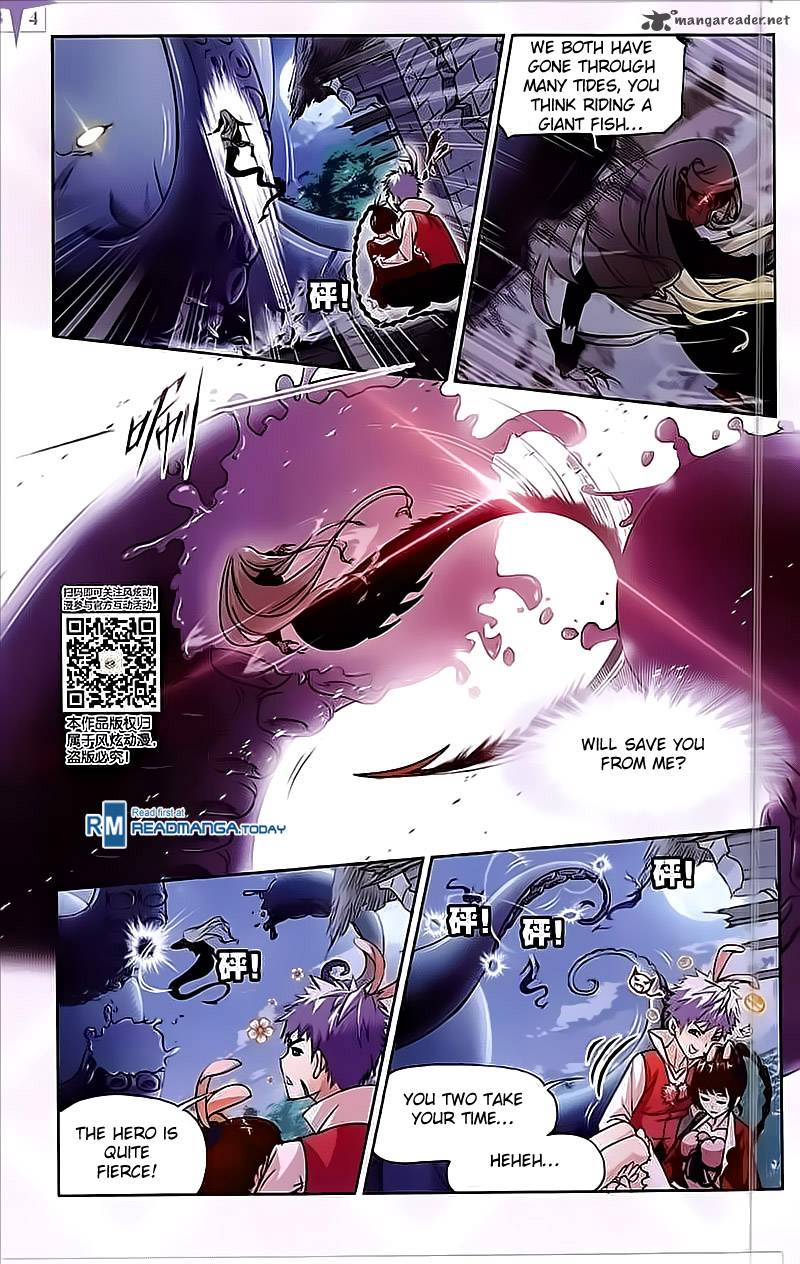 4
mangareader.net
WE BOTH HAVE
GONE THROUGH
MANY TIDES, YOU
THINK RIDING A
GIANT FISH...
砰!
扫码即可关注风炫动
漫参与官方互动活动!
本作品版权归
属于风炫动漫,
盗版必究!
WILL SAVE YOU
FROM ME?
RM
Read first at
READMANGA.TODAY
砰!
THE HERO IS
QUITE
FIERCE!
砰!
砰!
砰!
YOU TWO TAKE
YOUR TIME...
HEHEH...